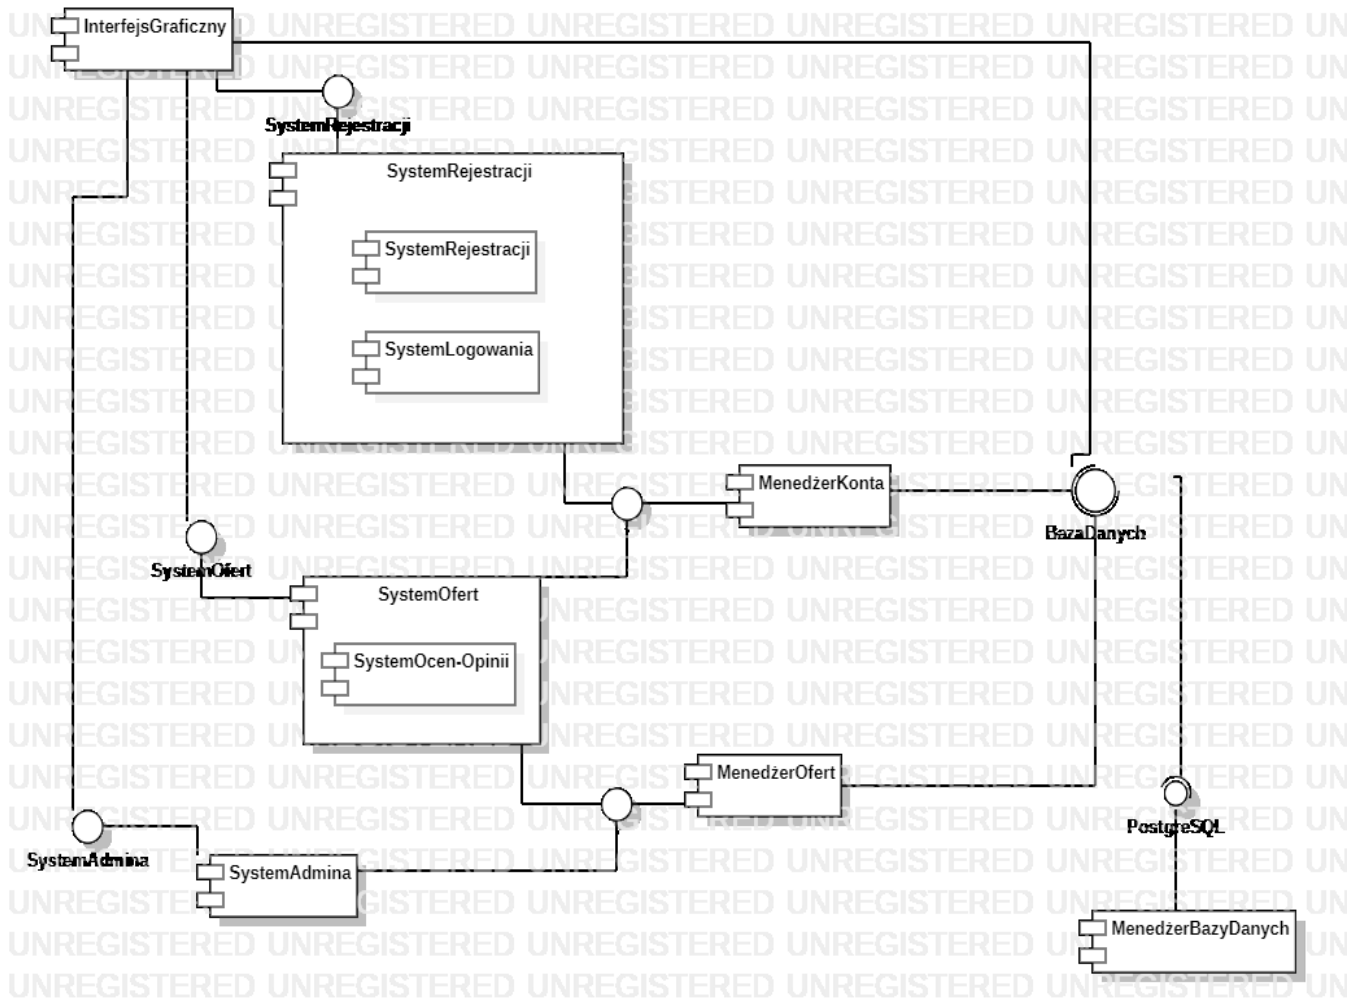 InterfejsGraficzny
SystemRejestracji
SystemRejestracji
SystemRejestracji
SystemLogowania
MenedżerKonta
BazaDanych
SystemOfert
SystemOfert
SystemOcen-Opinii
MenedżerOfert
PostgreSQL
SystemAdmina
SystemAdmina
MenedżerBazyDanych
UNREGISTERED